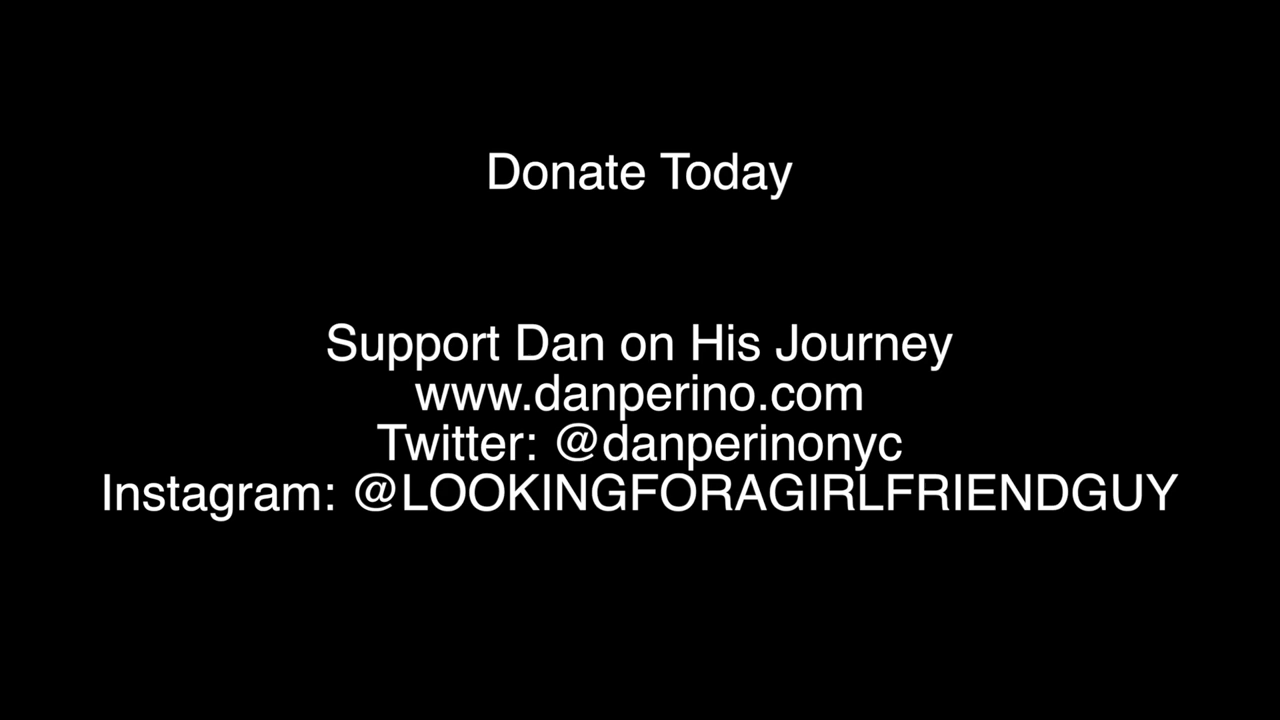 Donate Today
Support Dan on His Journey
www.danperino.com
Twitter: @danperinonyc
Instagram: @LOOKINGFORAGIRLFRIENDGUY